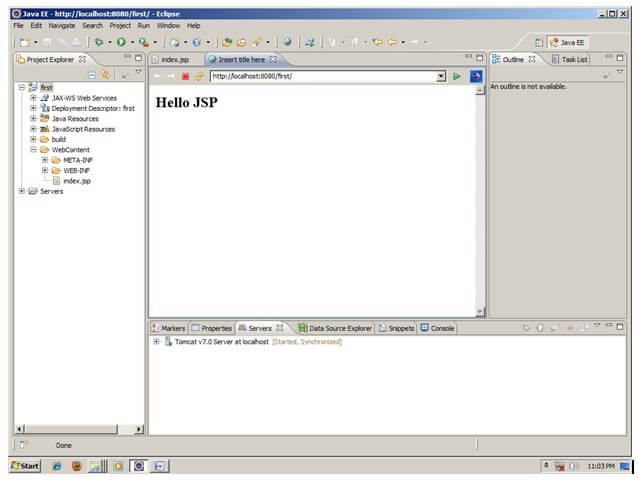 Java EE - http://localhost:8080/first/ - Eclipse
File Edit Navigate Search Project Run Window Help
Java EE
Project Explorer
index.jsp
Insert title here
Outline
Task List
http://localhost:8080/first/
An outline is not available.
Hello JSP
first
JAX-WS Web Services
Deployment Descriptor: first
Java Resources
JavaScript Resources
build
WebContent
META-INF
WEB-INF
index.jsp
Servers
Markers
Properties
Servers
Data Source Explorer
Snippets
Console
Tomcat v7.0 Server at localhost [Started, Synchronized]
Done
Start
11:03 PM